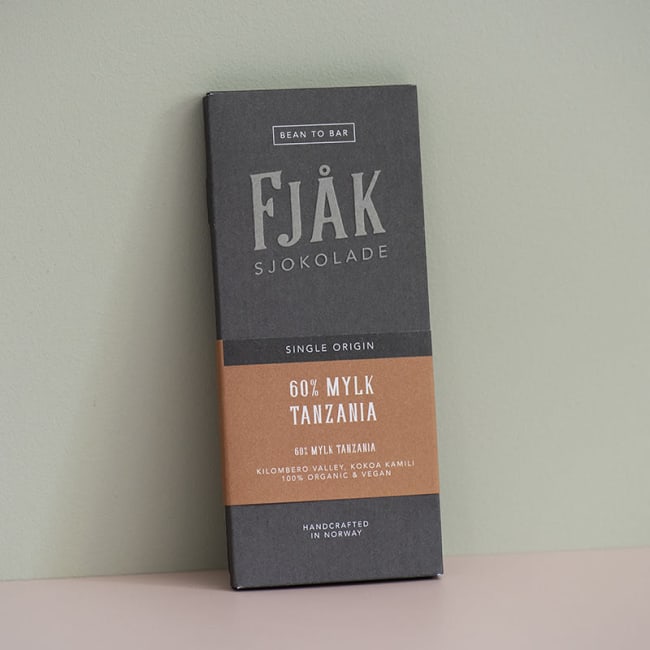 BEAN TO BAR
FJÅK
SJOKOLADE
SINGLE ORIGIN
60% MYLK
TANZANIA
60% MYLK TANZANIA
KILOMBERO VALLEY, KOKOA KAMILI
100% ORGANIC & VEGAN
HANDCRAFTED
IN NORWAY